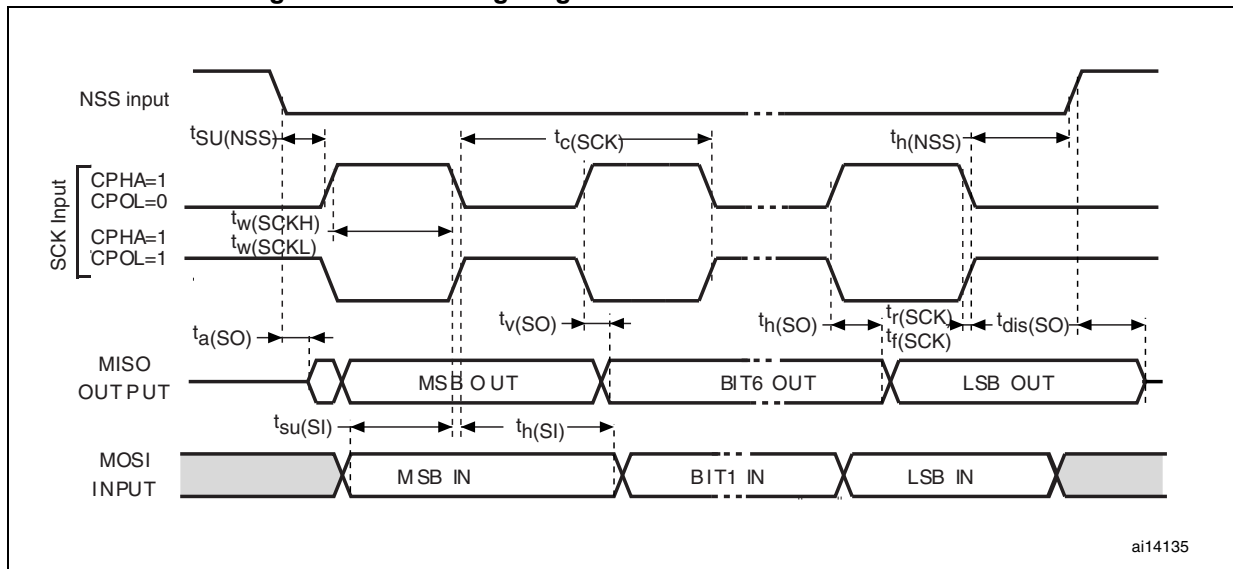 NSS input
tSU(NSS)
tc(SCK)
th(NSS)
SCK Input
CPHA=1
CPOL=0
tw(SCKH)
CPHA=1
tw(SCKL)
CPOL=1
ta(SO)
tv(SO)
th(SO)
tr(SCK)
tf(SCK)
tdis(SO)
MISO
OUTPUT
MSB OUT
BIT6 OUT
LSB OUT
tsu(SI)
th(SI)
MOSI
INPUT
MSB IN
BIT1 IN
LSB IN
ai14135